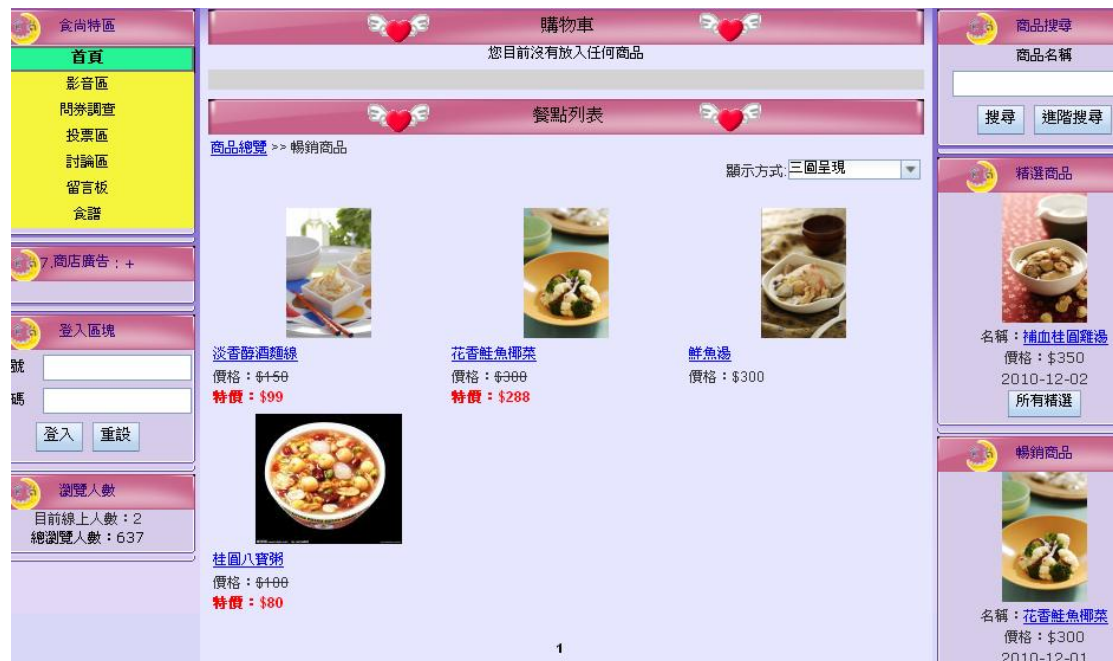 食尚特區
首頁
影音區
問券調查
投票區
討論區
留言板
食譜
7.商店廣告：+
登入區塊
號
碼
登入 重設
瀏覽人數
目前線上人數：2
總瀏覽人數：637
購物車
您目前沒有放入任何商品
餐點列表
商品總覽 >> 暢銷商品
顯示方式:三圖呈現
淡香醇酒麵線
價格：$150
特價：$99
花香鮭魚椰菜
價格：$300
特價：$288
鮮魚湯
價格：$300
桂圓八寶粥
價格：$100
特價：$80
1
商品搜尋
商品名稱
搜尋 進階搜尋
精選商品
名稱：補血桂圓雞湯
價格：$350
2010-12-02
所有精選
暢銷商品
名稱：花香鮭魚椰菜
價格：$300
2010-12-01